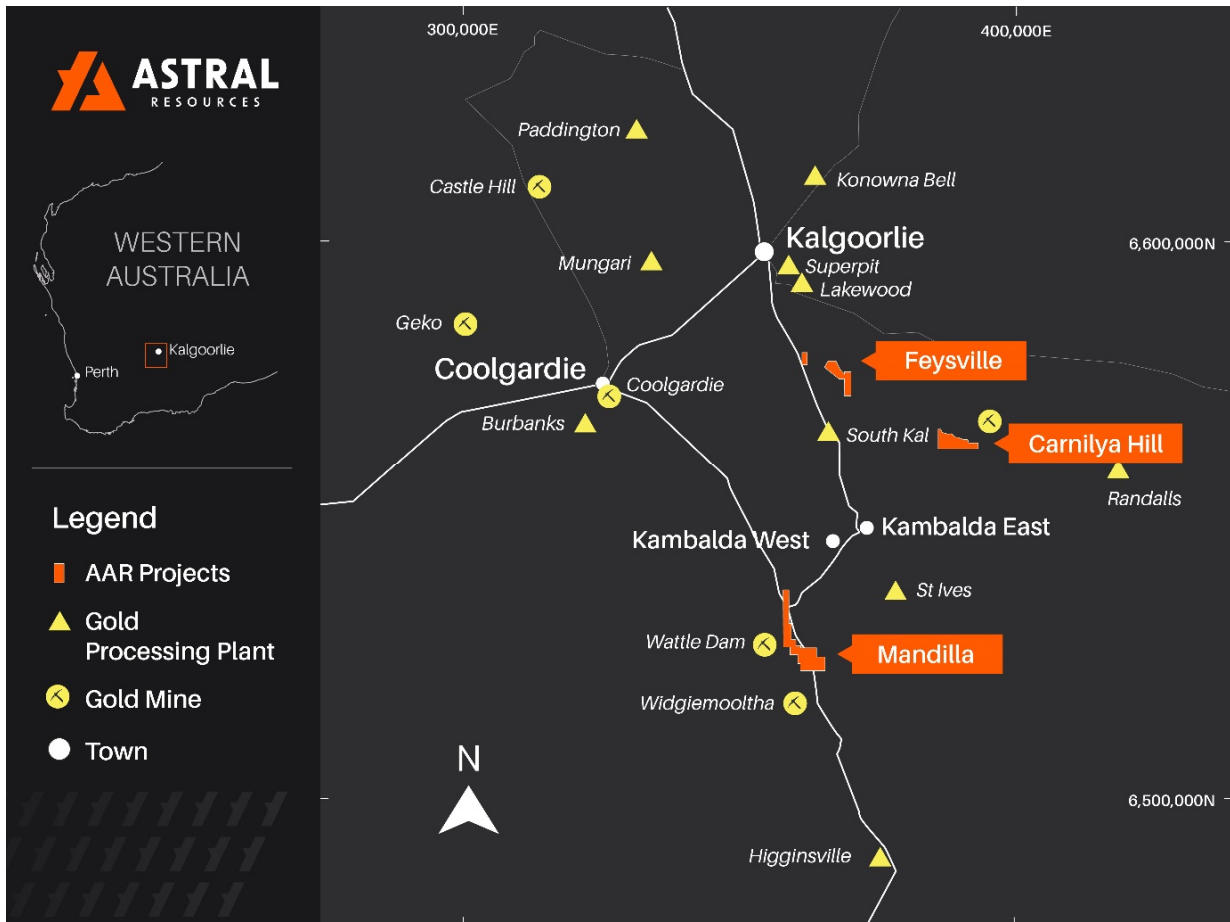 ASTRAL
RESOURCES
WESTERN
AUSTRALIA
Kalgoorlie
Perth
Legend
AAR Projects
Gold
Processing Plant
Gold Mine
Town
300,000E
400,000E
Paddington
Castle Hill
Konowna Bell
Kalgoorlie
6,600,000N
Mungari
Superpit
Lakewood
Geko
Feysville
Coolgardie
Coolgardie
Burbanks
South Kal
Carnilya Hill
Randalls
Kambalda West
Kambalda East
St Ives
Wattle Dam
Mandilla
Widgiemooltha
N
6,500,000N
Higginsville